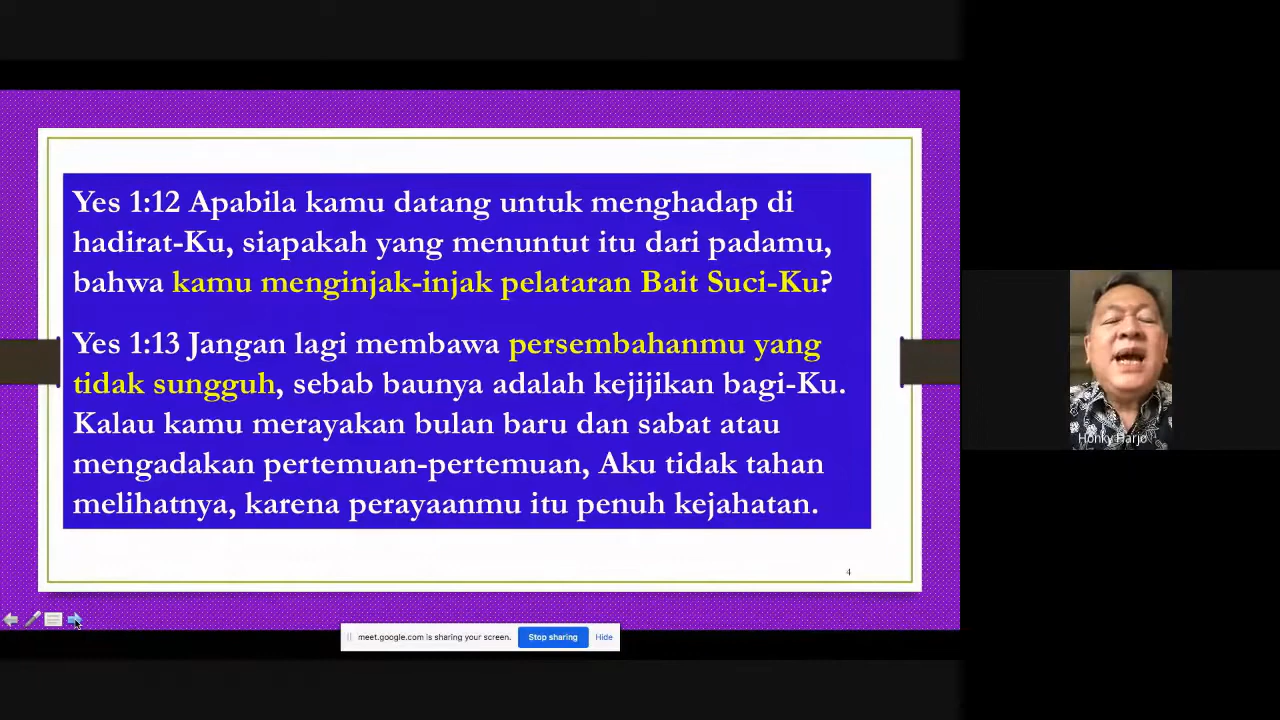 Yes 1:12 Apabila kamu datang untuk menghadap di
hadirat-Ku, siapakah yang menuntut itu dari padamu,
bahwa kamu menginjak-injak pelataran Bait Suci-Ku?
Yes 1:13 Jangan lagi membawa persembahanmu yang
tidak sungguh, sebab baunya adalah kejijikan bagi-Ku.
Kalau kamu merayakan bulan baru dan sabat atau
mengadakan pertemuan-pertemuan, Aku tidak tahan
melihatnya, karena perayaanmu itu penuh kejahatan.
4
meet.google.com is sharing your screen. Stop sharing Hide
Honky Harjo